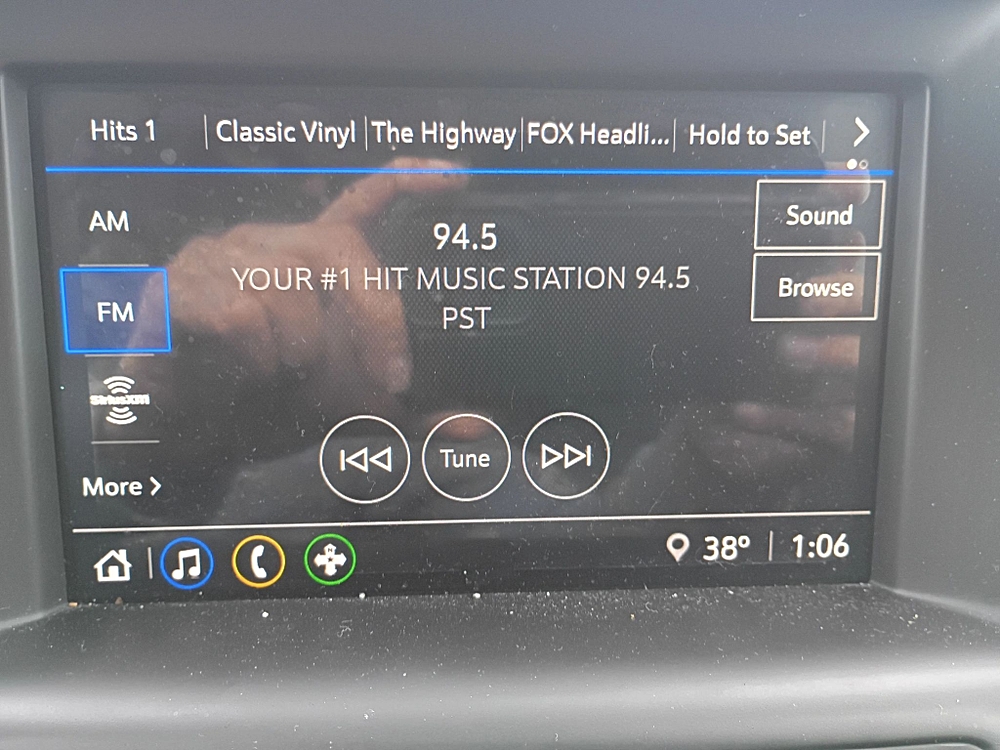 Hits 1 Classic Vinyl The Highway FOX Headli... Hold to Set
AM
94.5
Sound
YOUR #1 HIT MUSIC STATION 94.5
Browse
FM
PST
SiriusXM
Tune
More
38° 1:06